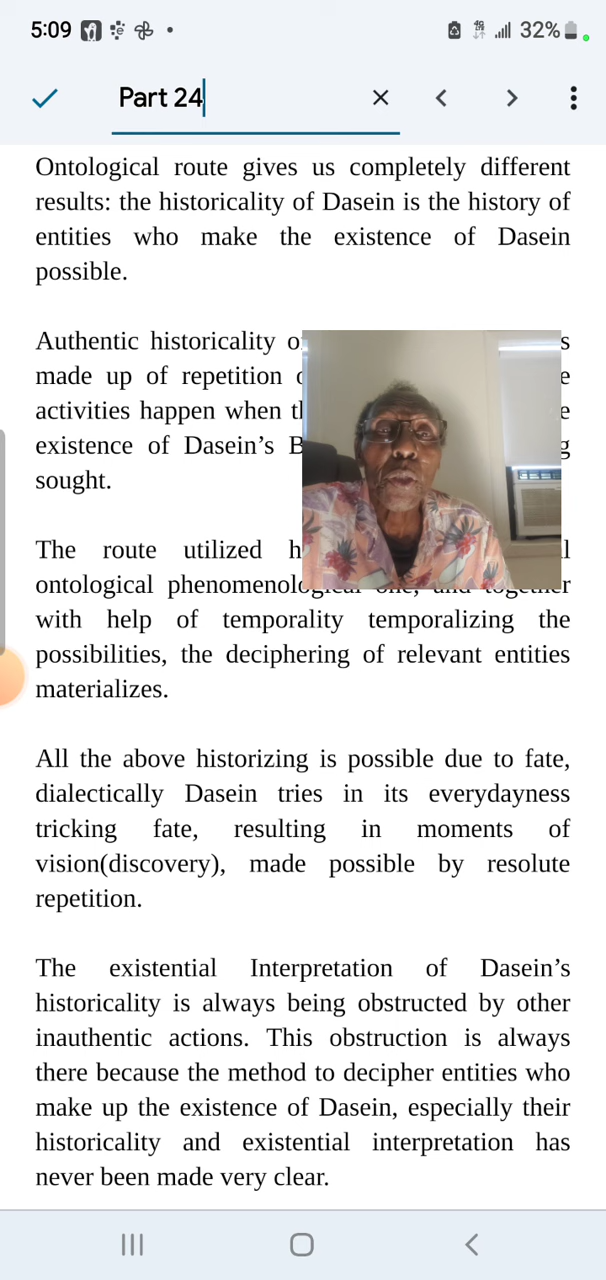 5:09 32%
Part 24
Ontological route gives us completely different
results: the historicality of Dasein is the history of
entities who make the existence of Dasein
possible.
Authentic historicality
made up of repetition
activities happen when
existence of Dasein's
sought.
The route utilized
ontological phenomenological one, and together
with help of temporality temporalizing the
possibilities, the deciphering of relevant entities
materializes.
All the above historizing is possible due to fate,
dialectically Dasein tries in its everydayness
tricking fate, resulting in moments of
vision(discovery), made possible by resolute
repetition.
The existential Interpretation of Dasein's
historicality is always being obstructed by other
inauthentic actions. This obstruction is always
there because the method to decipher entities who
make up the existence of Dasein, especially their
historicality and existential interpretation has
never been made very clear.